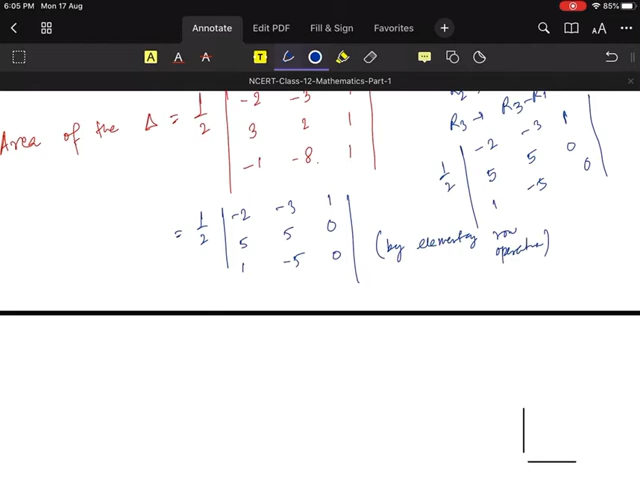 6:05 PM Mon 17 Aug 85%
Annotate Edit PDF Fill & Sign Favorites
NCERT-Class-12-Mathematics-Part-1
R3 → R3-R1
Area of the Δ = 1/2 | -2 -3 1
3 2 1
-1 -8 1 |
1/2 | -2 -3 1
5 5 0
1 -5 0 |
= 1/2 | -2 -3 1
5 5 0
1 -5 0 | (by elementary row
operation)